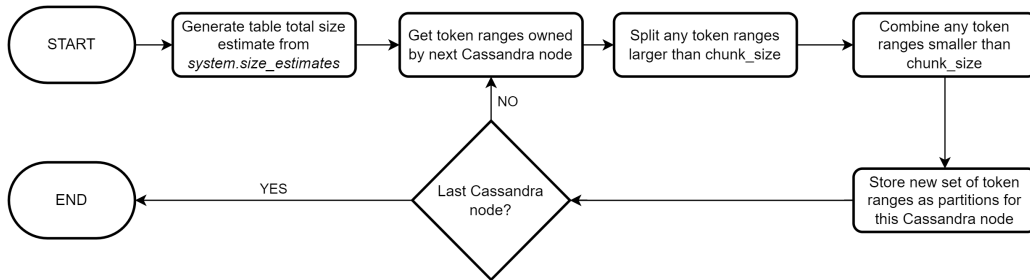 START
Generate table total size
estimate from
system.size_estimates
Get token ranges owned
by next Cassandra node
Split any token ranges
larger than chunk_size
Combine any token
ranges smaller than
chunk_size
NO
Store new set of token
ranges as partitions for
this Cassandra node
Last Cassandra
node?
YES
END